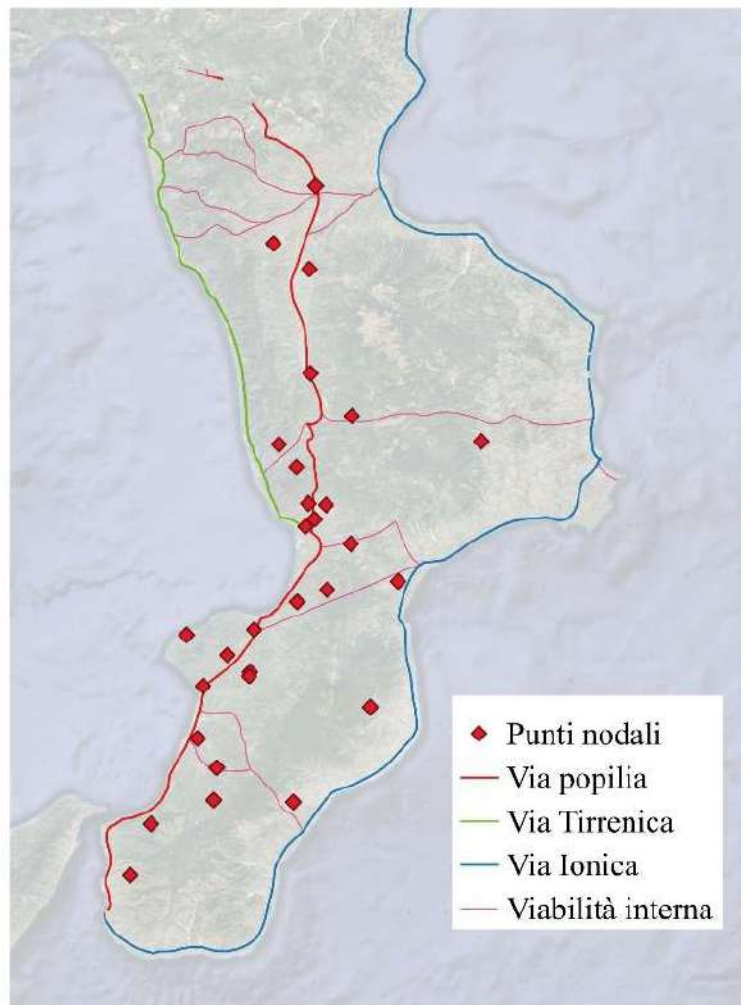 Punti nodali
Via popilia
Via Tirrenica
Via Ionica
Viabilità interna